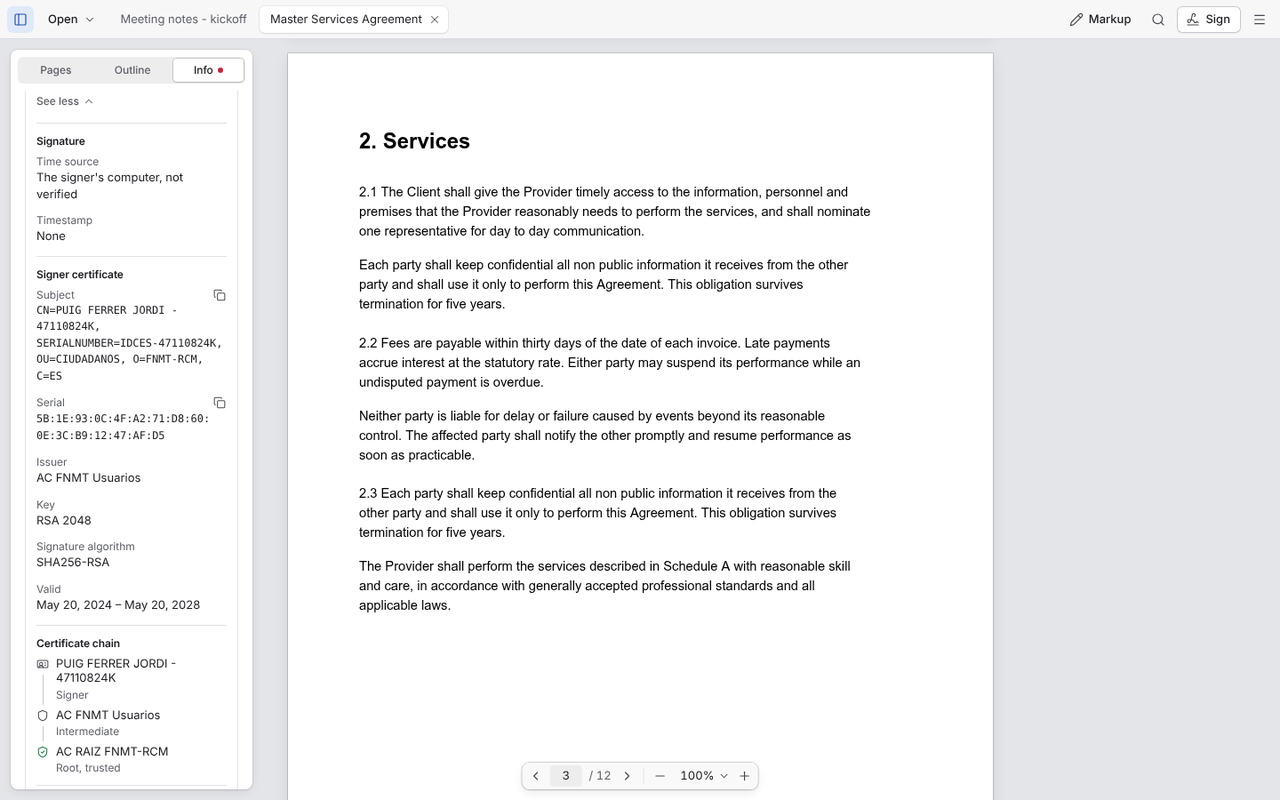 Open
Meeting notes - kickoff
Master Services Agreement
Markup
Sign
Pages
Outline
Info
See less
Signature
Time source
The signer's computer, not
verified
Timestamp
None
Signer certificate
Subject
CN=PUIG FERRER JORDI -
47110824K,
SERIALNUMBER=IDCES-47110824K,
OU=CIUDADANOS, O=FNMT-RCM,
C=ES
Serial
5B:1E:93:0C:4F:A2:71:D8:60:
0E:3C:B9:12:47:AF:D5
Issuer
AC FNMT Usuarios
Key
RSA 2048
Signature algorithm
SHA256-RSA
Valid
May 20, 2024 – May 20, 2028
Certificate chain
PUIG FERRER JORDI -
47110824K
Signer
AC FNMT Usuarios
Intermediate
AC RAIZ FNMT-RCM
Root, trusted
2. Services
2.1 The Client shall give the Provider timely access to the information, personnel and
premises that the Provider reasonably needs to perform the services, and shall nominate
one representative for day to day communication.
Each party shall keep confidential all non public information it receives from the other
party and shall use it only to perform this Agreement. This obligation survives
termination for five years.
2.2 Fees are payable within thirty days of the date of each invoice. Late payments
accrue interest at the statutory rate. Either party may suspend its performance while an
undisputed payment is overdue.
Neither party is liable for delay or failure caused by events beyond its reasonable
control. The affected party shall notify the other promptly and resume performance as
soon as practicable.
2.3 Each party shall keep confidential all non public information it receives from the
other party and shall use it only to perform this Agreement. This obligation survives
termination for five years.
The Provider shall perform the services described in Schedule A with reasonable skill
and care, in accordance with generally accepted professional standards and all
applicable laws.
3 / 12
100%